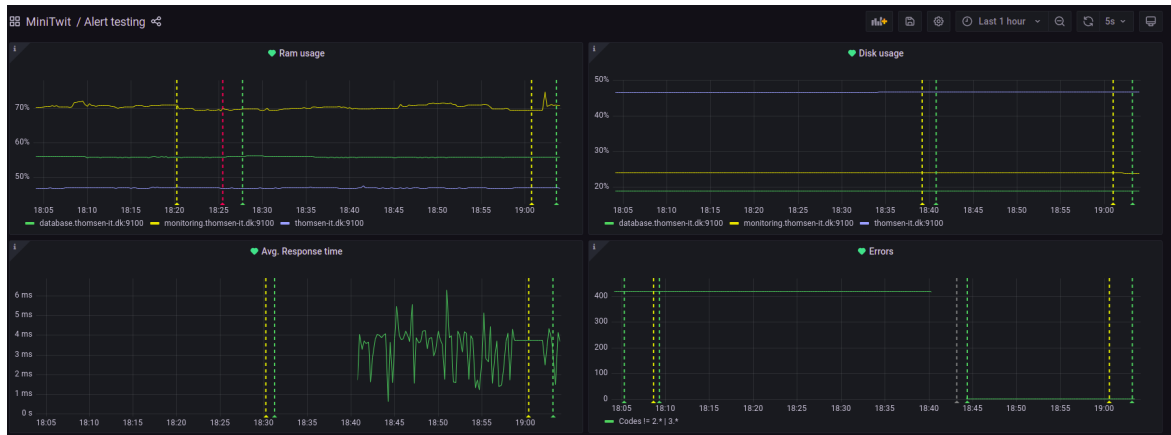 MiniTwit / Alert testing
Last 1 hour
5s
Ram usage
70%
60%
50%
18:05 18:10 18:15 18:20 18:25 18:30 18:35 18:40 18:45 18:50 18:55 19:00
database.thomsen-it.dk:9100 monitoring.thomsen-it.dk:9100 thomsen-it.dk:9100
Disk usage
50%
40%
30%
20%
18:05 18:10 18:15 18:20 18:25 18:30 18:35 18:40 18:45 18:50 18:55 19:00
database.thomsen-it.dk:9100 monitoring.thomsen-it.dk:9100 thomsen-it.dk:9100
Avg. Response time
6 ms
5 ms
4 ms
3 ms
2 ms
1 ms
0 s
18:05 18:10 18:15 18:20 18:25 18:30 18:35 18:40 18:45 18:50 18:55 19:00
Errors
400
300
200
100
0
18:05 18:10 18:15 18:20 18:25 18:30 18:35 18:40 18:45 18:50 18:55 19:00
Codes != 2.* | 3.*